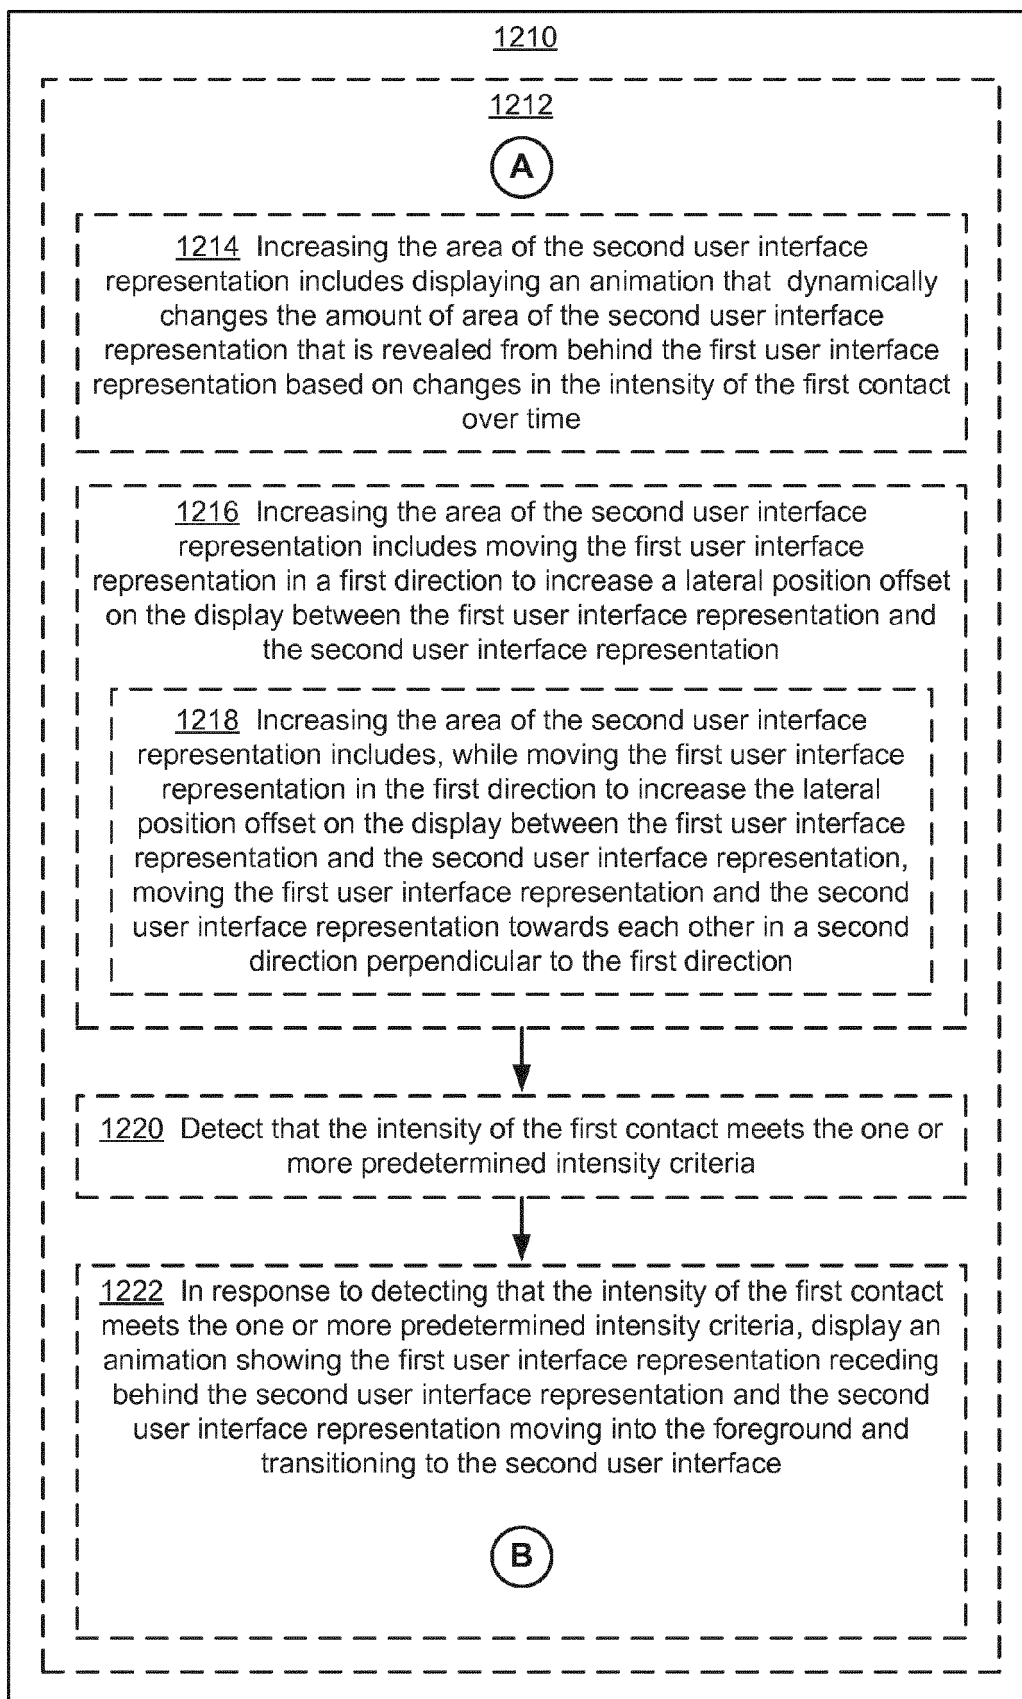 1210
1212
A
1214 Increasing the area of the second user interface
representation includes displaying an animation that dynamically
changes the amount of area of the second user interface
representation that is revealed from behind the first user interface
representation based on changes in the intensity of the first contact
over time
1216 Increasing the area of the second user interface
representation includes moving the first user interface
representation in a first direction to increase a lateral position offset
on the display between the first user interface representation and
the second user interface representation
1218 Increasing the area of the second user interface
representation includes, while moving the first user interface
representation in the first direction to increase the lateral
position offset on the display between the first user interface
representation and the second user interface representation,
moving the first user interface representation and the second
user interface representation towards each other in a second
direction perpendicular to the first direction
1220 Detect that the intensity of the first contact meets the one or
more predetermined intensity criteria
1222 In response to detecting that the intensity of the first contact
meets the one or more predetermined intensity criteria, display an
animation showing the first user interface representation receding
behind the second user interface representation and the second
user interface representation moving into the foreground and
transitioning to the second user interface
B